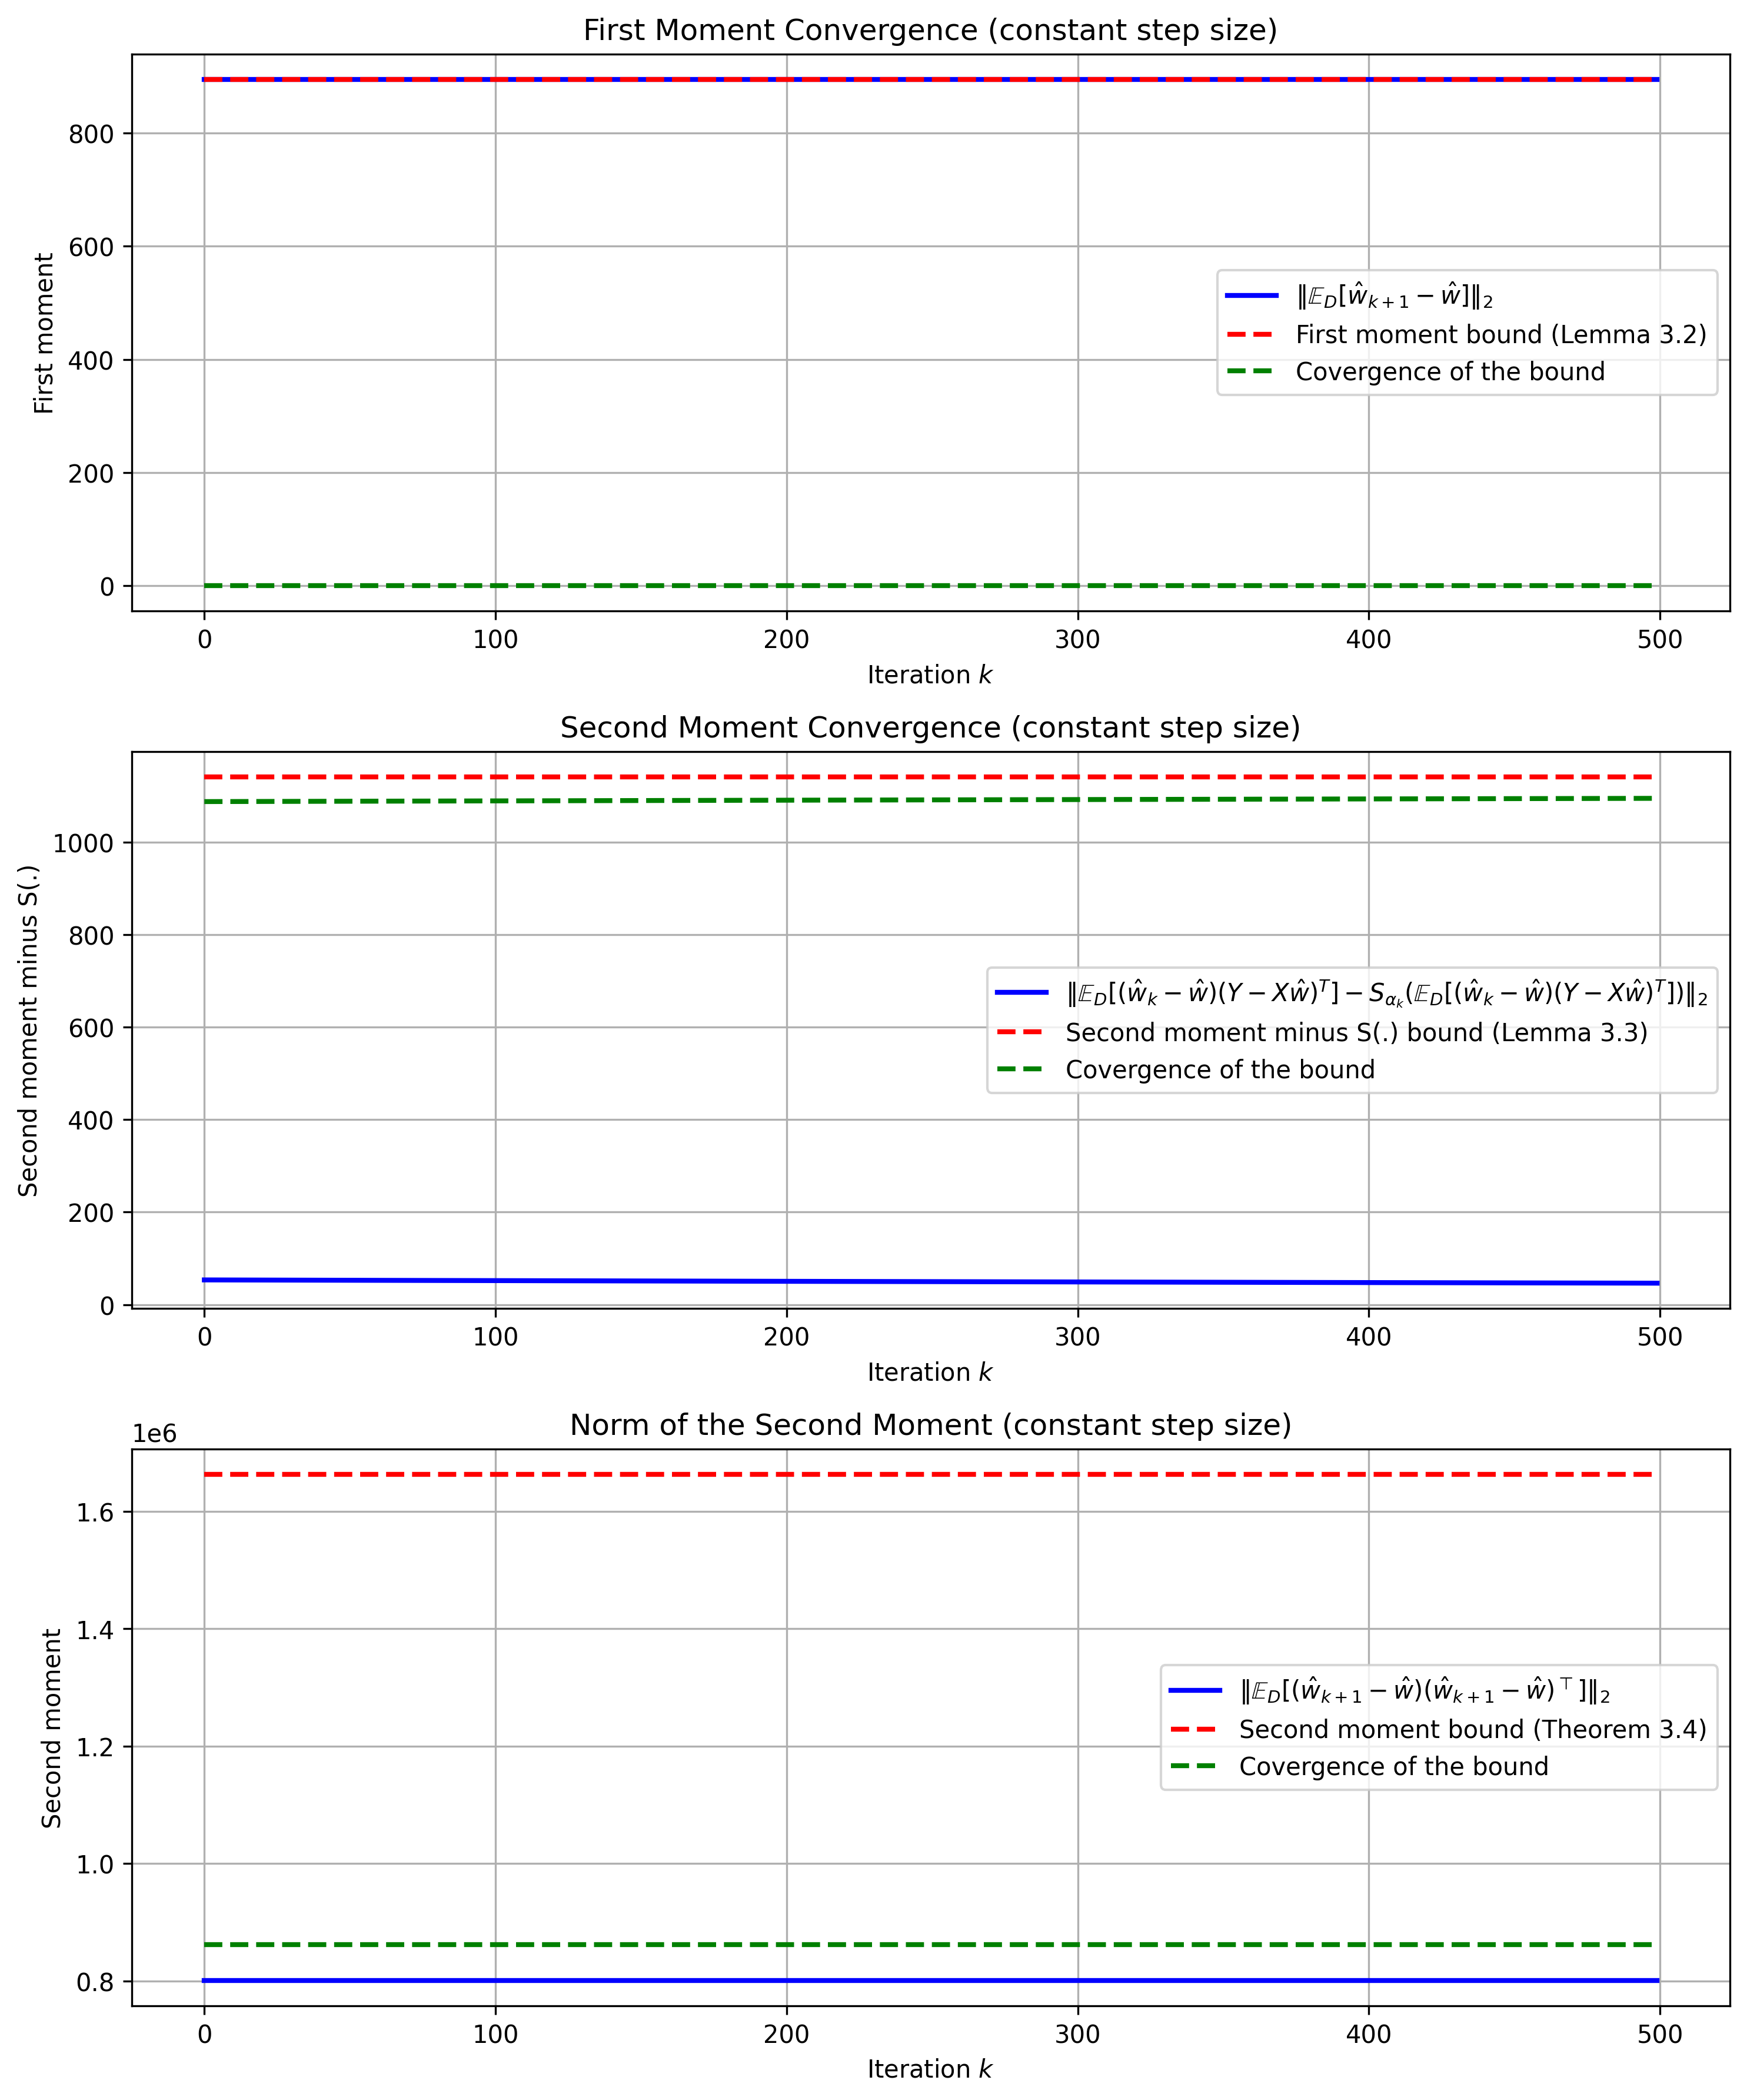 First Moment Convergence (constant step size)
First moment
800
600
400
200
0
‖𝔼_D[ŵ_{k+1} − ŵ]‖₂
First moment bound (Lemma 3.2)
Covergence of the bound
0 100 200 300 400 500
Iteration k
Second Moment Convergence (constant step size)
Second moment minus S(.)
1000
800
600
400
200
0
‖𝔼_D[(ŵ_k − ŵ)(Y − Xŵ)^T] − S_{α_k}(𝔼_D[(ŵ_k − ŵ)(Y − Xŵ)^T])‖₂
Second moment minus S(.) bound (Lemma 3.3)
Covergence of the bound
0 100 200 300 400 500
Iteration k
Norm of the Second Moment (constant step size)
1e6
Second moment
1.6
1.4
1.2
1.0
0.8
‖𝔼_D[(ŵ_{k+1} − ŵ)(ŵ_{k+1} − ŵ)^⊤]‖₂
Second moment bound (Theorem 3.4)
Covergence of the bound
0 100 200 300 400 500
Iteration k